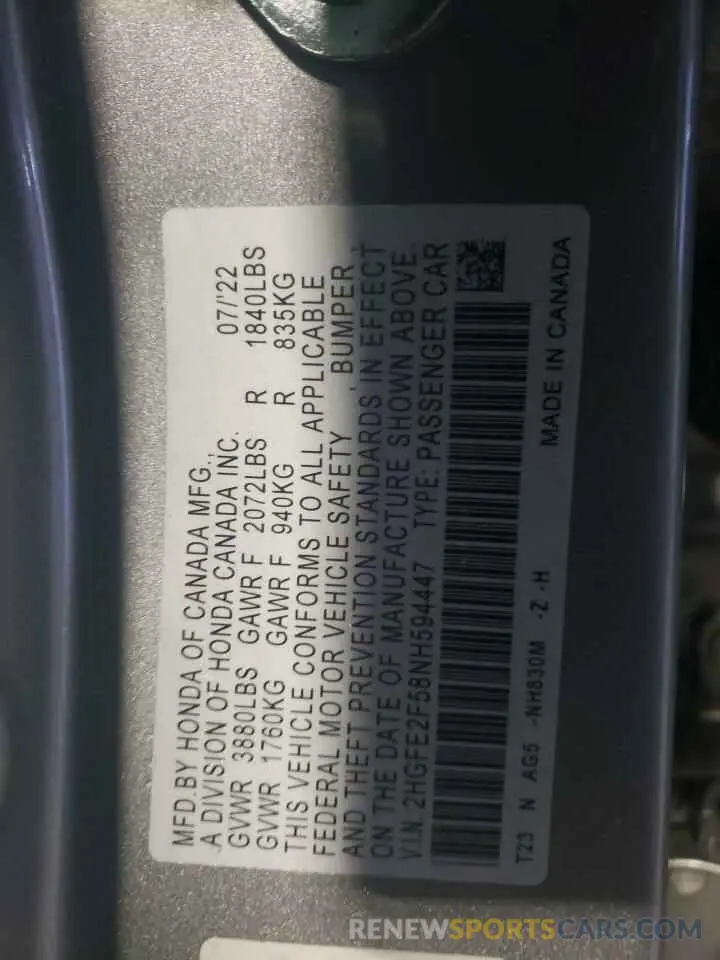 MFD.BY HONDA OF CANADA MFG.,
A DIVISION OF HONDA CANADA INC. 07/'22
GVWR 3880LBS GAWR F 2072LBS R 1840LBS
GVWR 1760KG GAWR F 940KG R 835KG
THIS VEHICLE CONFORMS TO ALL APPLICABLE
FEDERAL MOTOR VEHICLE SAFETY , BUMPER ,
AND THEFT PREVENTION STANDARDS IN EFFECT
ON THE DATE OF MANUFACTURE SHOWN ABOVE.
V.I.N. 2HGFE2F58NH594447 TYPE: PASSENGER CAR
T23 N AG5 -NH830M -Z -H MADE IN CANADA
RENEWSPORTSCARS.COM